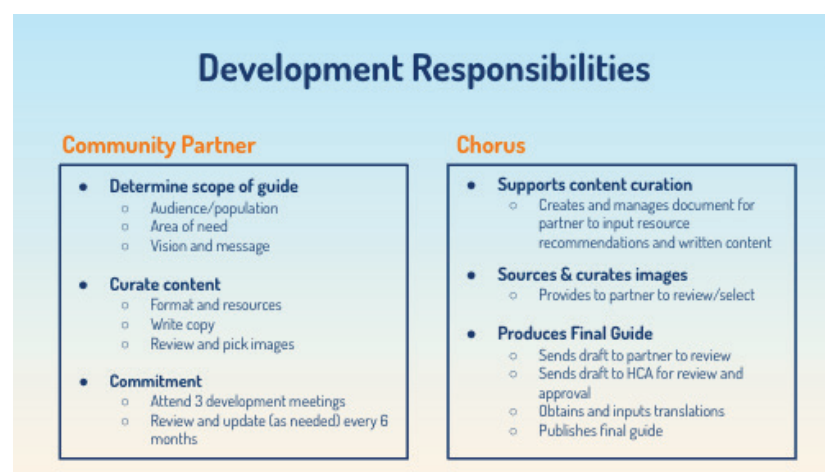 Development Responsibilities
Community Partner
● Determine scope of guide
○ Audience/population
○ Area of need
○ Vision and message
● Curate content
○ Format and resources
○ Write copy
○ Review and pick images
● Commitment
○ Attend 3 development meetings
○ Review and update (as needed) every 6
months
Chorus
● Supports content curation
○ Creates and manages document for
partner to input resource
recommendations and written content
● Sources & curates images
○ Provides to partner to review/select
● Produces Final Guide
○ Sends draft to partner to review
○ Sends draft to HCA for review and
approval
○ Obtains and inputs translations
○ Publishes final guide